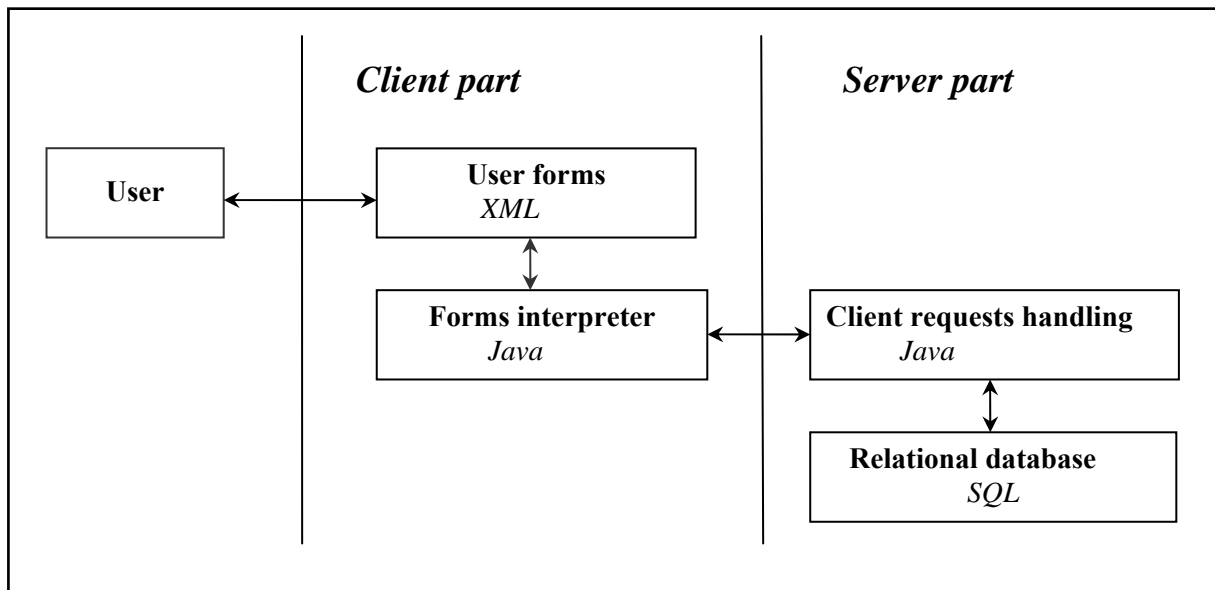 Client part
Server part
User
User forms
XML
Forms interpreter
Java
Client requests handling
Java
Relational database
SQL